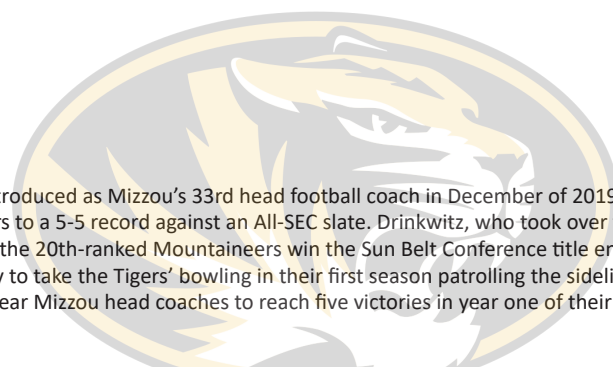 troduced as Mizzou's 33rd head football coach in December of 2019
rs to a 5-5 record against an All-SEC slate. Drinkwitz, who took over
the 20th-ranked Mountaineers win the Sun Belt Conference title en
y to take the Tigers' bowling in their first season patrolling the sideli
ear Mizzou head coaches to reach five victories in year one of their